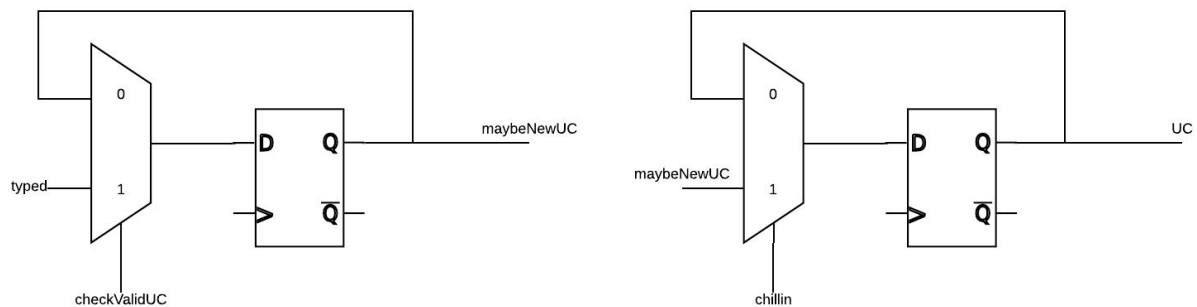 0
maybeNewUC
D
Q
typed
1
Q
checkValidUC
0
UC
D
Q
maybeNewUC
1
Q
chillin